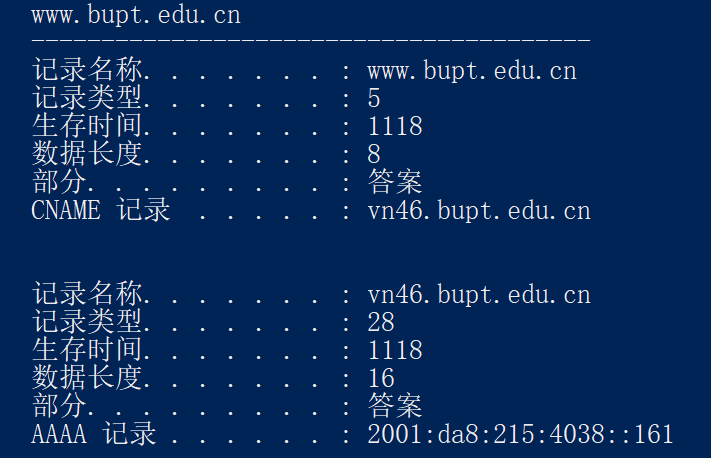 www.bupt.edu.cn
----------------------------------------
记录名称. . . . . . . : www.bupt.edu.cn
记录类型. . . . . . . : 5
生存时间. . . . . . . : 1118
数据长度. . . . . . . : 8
部分. . . . . . . . . : 答案
CNAME 记录  . . . . . : vn46.bupt.edu.cn
记录名称. . . . . . . : vn46.bupt.edu.cn
记录类型. . . . . . . : 28
生存时间. . . . . . . : 1118
数据长度. . . . . . . : 16
部分. . . . . . . . . : 答案
AAAA 记录 . . . . . . : 2001:da8:215:4038::161